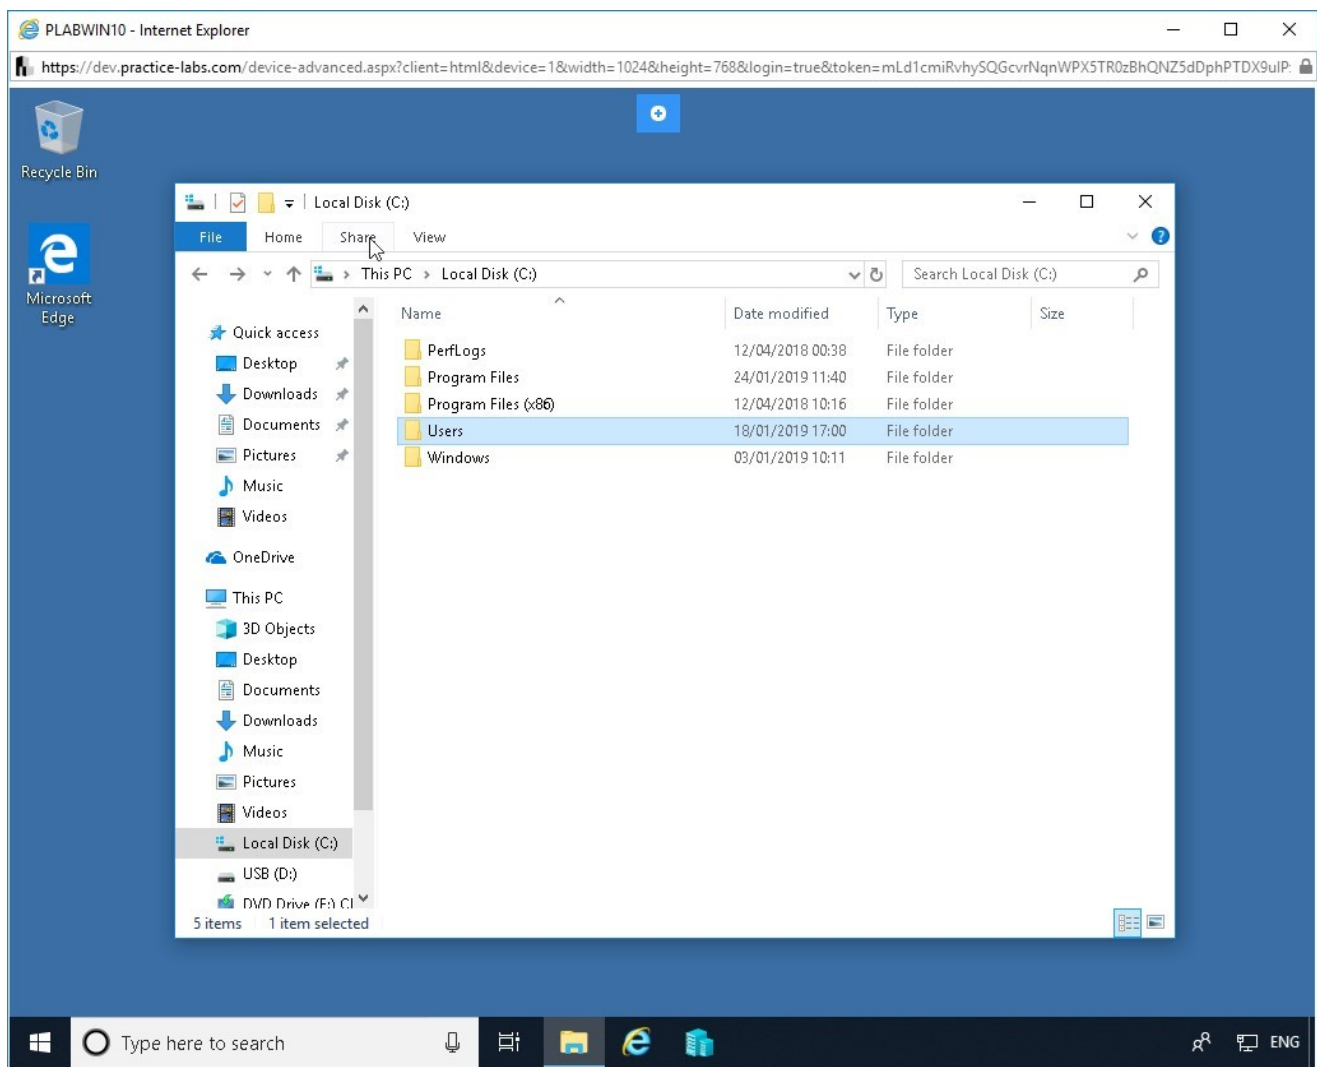 PLABWIN10 - Internet Explorer
https://dev.practice-labs.com/device-advanced.aspx?client=html&device=1&width=1024&height=768&login=true&token=mLd1cmiRvhySQGcvrNqnWPX5TR0zBhQNZ5dDphPTDX9ulP:
Recycle Bin
Microsoft
Edge
Local Disk (C:)
File Home Share View
This PC > Local Disk (C:)
Search Local Disk (C:)
Name Date modified Type Size
PerfLogs 12/04/2018 00:38 File folder
Program Files 24/01/2019 11:40 File folder
Program Files (x86) 12/04/2018 10:16 File folder
Users 18/01/2019 17:00 File folder
Windows 03/01/2019 10:11 File folder
Quick access
Desktop
Downloads
Documents
Pictures
Music
Videos
OneDrive
This PC
3D Objects
Desktop
Documents
Downloads
Music
Pictures
Videos
Local Disk (C:)
USB (D:)
DVD Drive (F:) CI
5 items 1 item selected
Type here to search
ENG